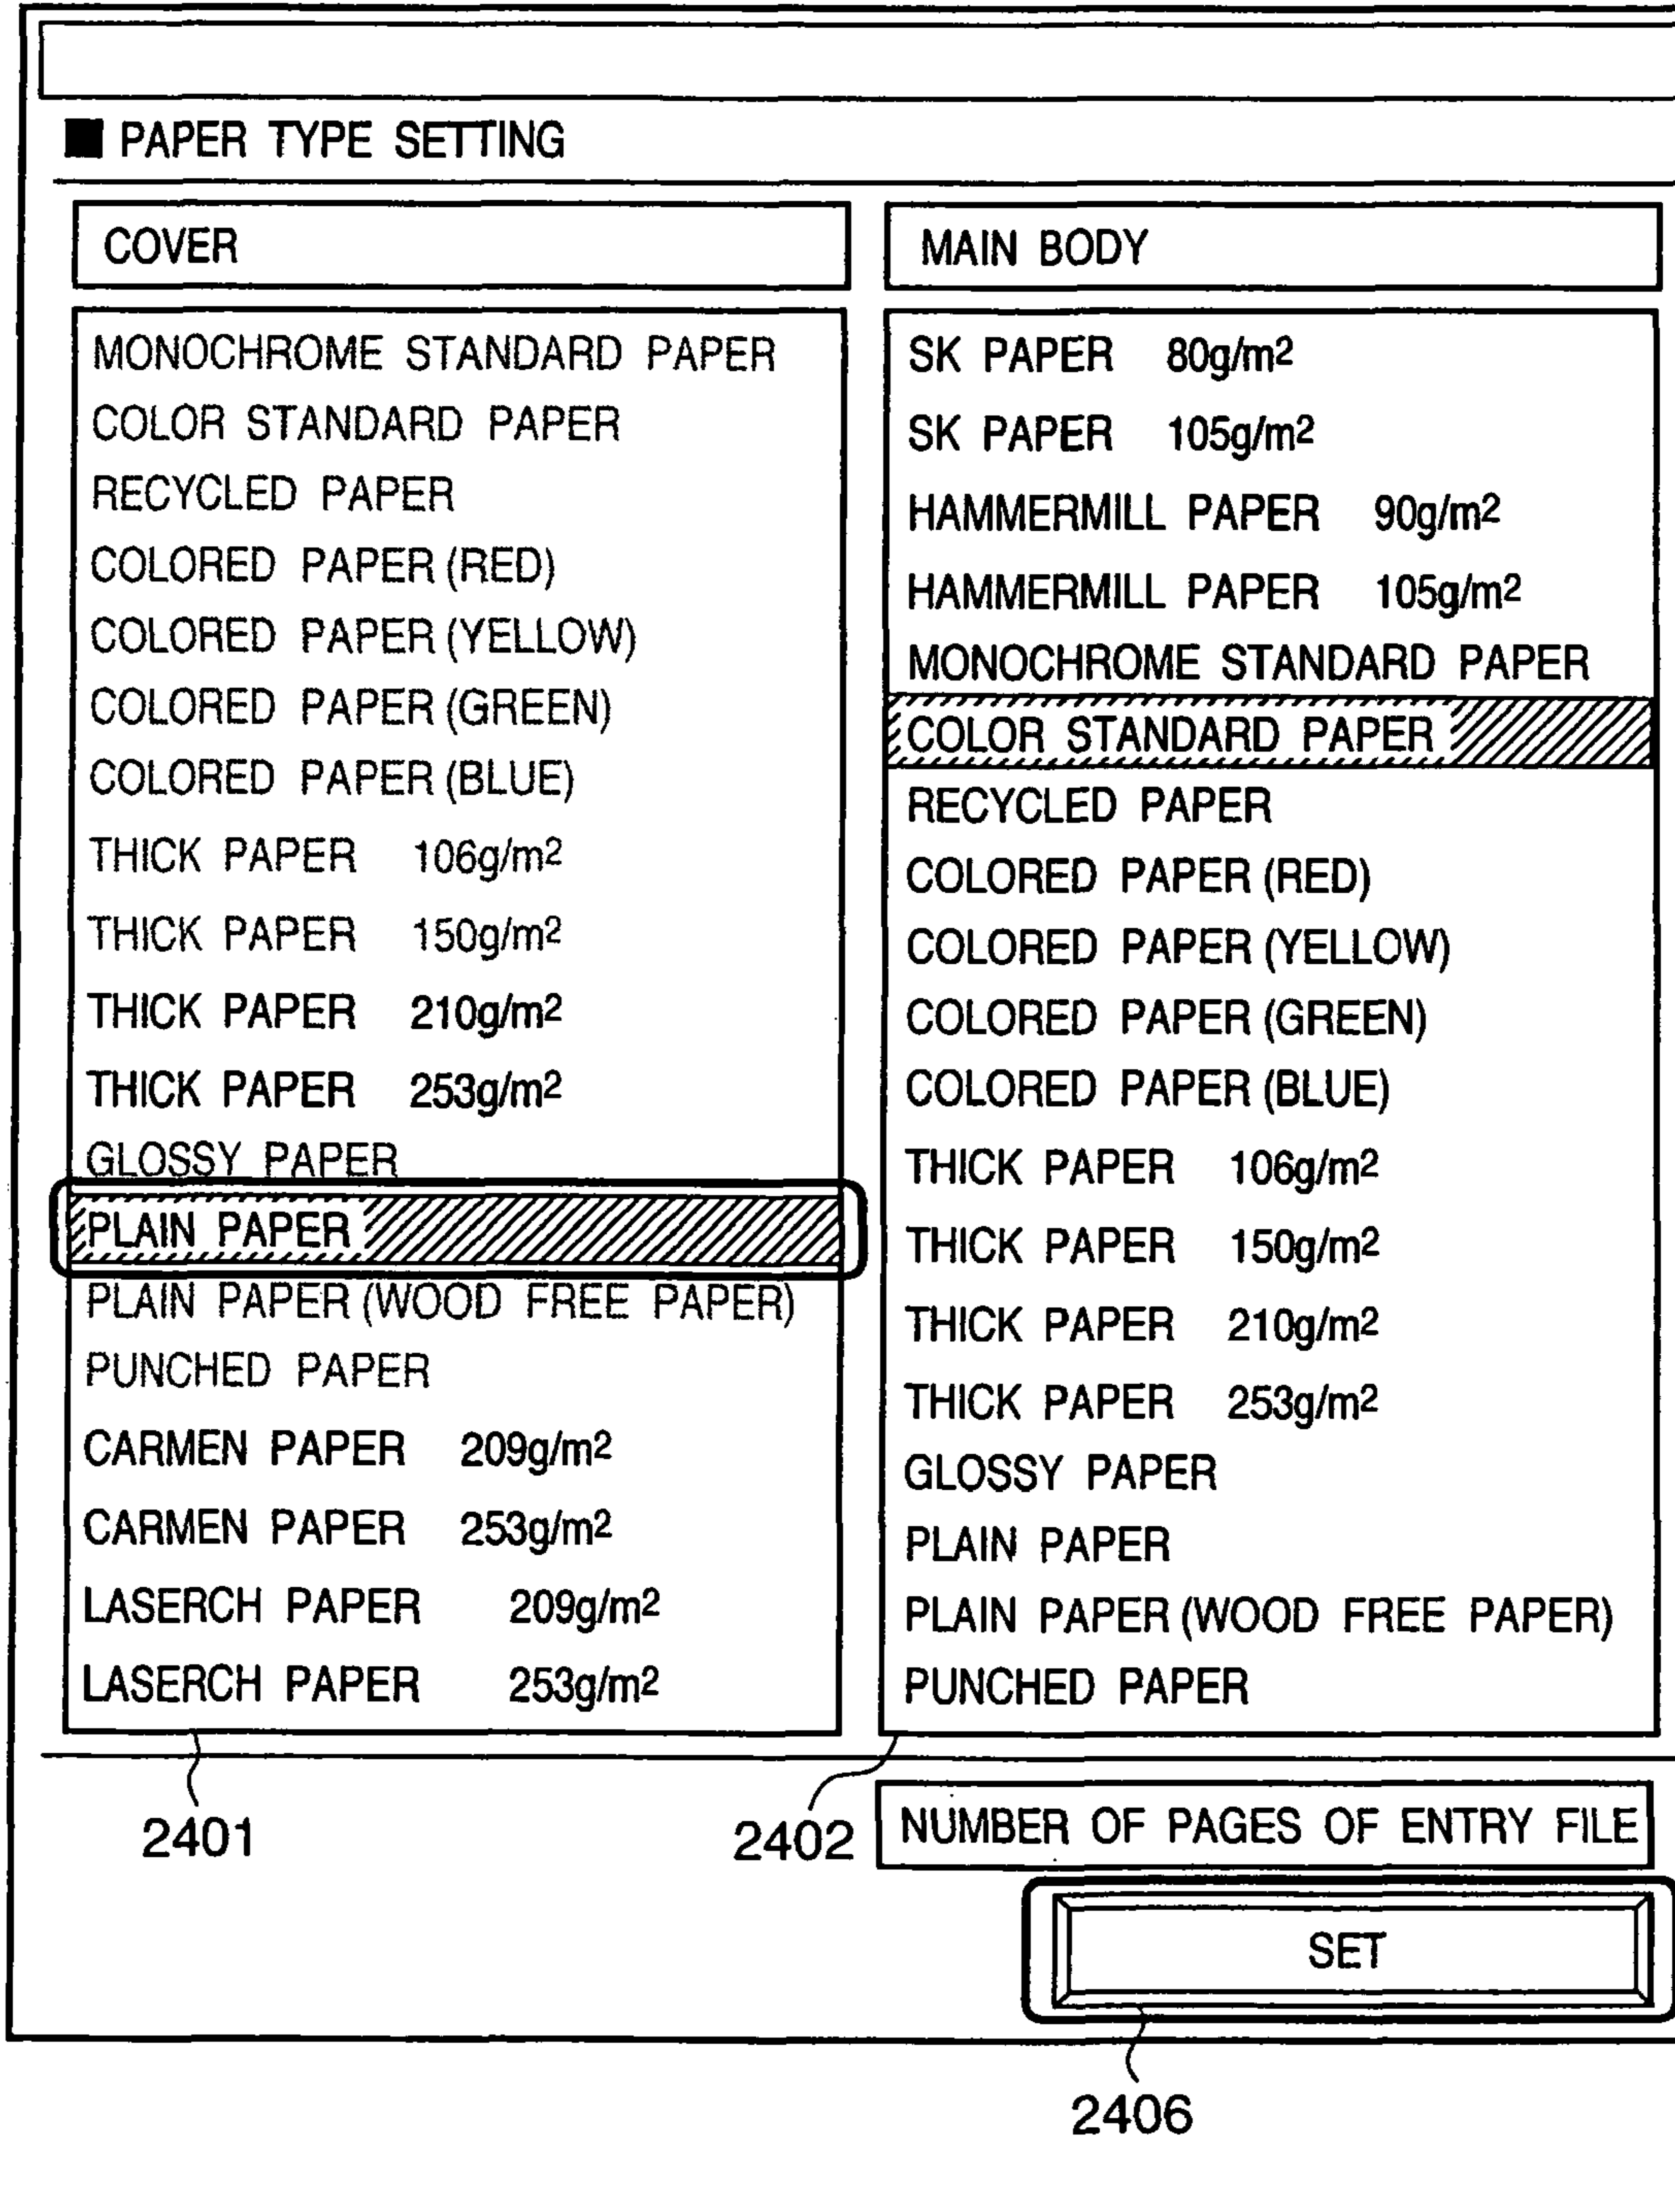 ■ PAPER TYPE SETTING
COVER
MONOCHROME STANDARD PAPER
COLOR STANDARD PAPER
RECYCLED PAPER
COLORED PAPER (RED)
COLORED PAPER (YELLOW)
COLORED PAPER (GREEN)
COLORED PAPER (BLUE)
THICK PAPER 106g/m2
THICK PAPER 150g/m2
THICK PAPER 210g/m2
THICK PAPER 253g/m2
GLOSSY PAPER
PLAIN PAPER
PLAIN PAPER (WOOD FREE PAPER)
PUNCHED PAPER
CARMEN PAPER 209g/m2
CARMEN PAPER 253g/m2
LASERCH PAPER 209g/m2
LASERCH PAPER 253g/m2
2401
MAIN BODY
SK PAPER 80g/m2
SK PAPER 105g/m2
HAMMERMILL PAPER 90g/m2
HAMMERMILL PAPER 105g/m2
MONOCHROME STANDARD PAPER
COLOR STANDARD PAPER
RECYCLED PAPER
COLORED PAPER (RED)
COLORED PAPER (YELLOW)
COLORED PAPER (GREEN)
COLORED PAPER (BLUE)
THICK PAPER 106g/m2
THICK PAPER 150g/m2
THICK PAPER 210g/m2
THICK PAPER 253g/m2
GLOSSY PAPER
PLAIN PAPER
PLAIN PAPER (WOOD FREE PAPER)
PUNCHED PAPER
2402
NUMBER OF PAGES OF ENTRY FILE
SET
2406